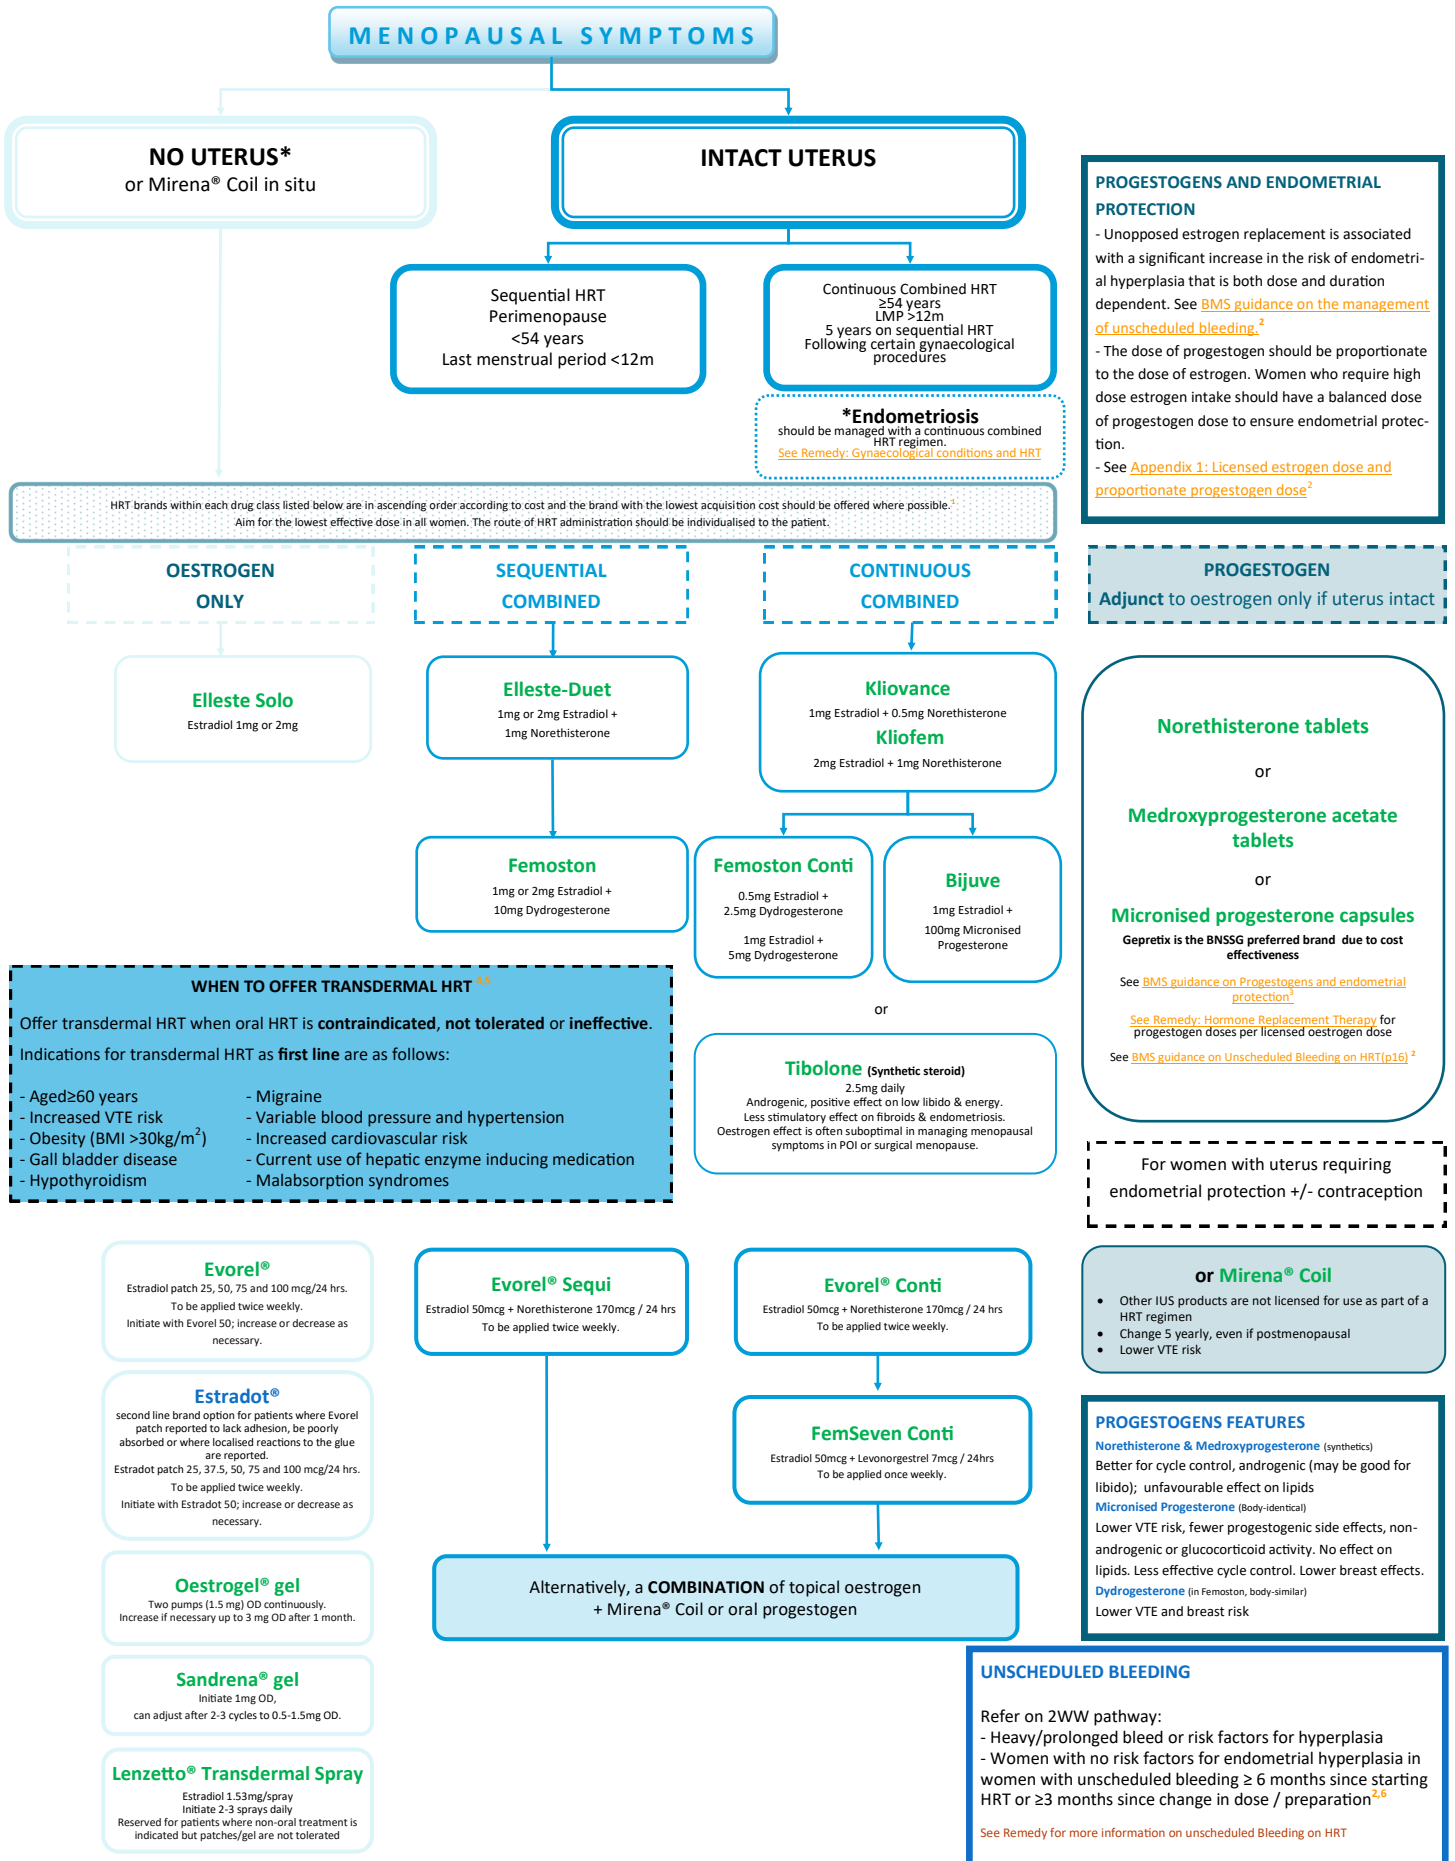 MENOPAUSAL SYMPTOMS
NO UTERUS*
or Mirena® Coil in situ
INTACT UTERUS
Sequential HRT
Perimenopause
<54 years
Last menstrual period <12m
Continuous Combined HRT
≥54 years
LMP >12m
5 years on sequential HRT
Following certain gynaecological
procedures
*Endometriosis
should be managed with a continuous combined
HRT regimen.
See Remedy: Gynaecological conditions and HRT
PROGESTOGENS AND ENDOMETRIAL
PROTECTION
- Unopposed estrogen replacement is associated
with a significant increase in the risk of endometri-
al hyperplasia that is both dose and duration
dependent. See BMS guidance on the management
of unscheduled bleeding.2
- The dose of progestogen should be proportionate
to the dose of estrogen. Women who require high
dose estrogen intake should have a balanced dose
of progestogen dose to ensure endometrial protec-
tion.
- See Appendix 1: Licensed estrogen dose and
proportionate progestogen dose2
HRT brands within each drug class listed below are in ascending order according to cost and the brand with the lowest acquisition cost should be offered where possible.1
Aim for the lowest effective dose in all women. The route of HRT administration should be individualised to the patient.
OESTROGEN
ONLY
SEQUENTIAL
COMBINED
CONTINUOUS
COMBINED
PROGESTOGEN
Adjunct to oestrogen only if uterus intact
Elleste Solo
Estradiol 1mg or 2mg
Elleste-Duet
1mg or 2mg Estradiol +
1mg Norethisterone
Kliovance
1mg Estradiol + 0.5mg Norethisterone
Kliofem
2mg Estradiol + 1mg Norethisterone
Femoston
1mg or 2mg Estradiol +
10mg Dydrogesterone
Femoston Conti
0.5mg Estradiol +
2.5mg Dydrogesterone
1mg Estradiol +
5mg Dydrogesterone
Bijuve
1mg Estradiol +
100mg Micronised
Progesterone
or
Tibolone (Synthetic steroid)
2.5mg daily
Androgenic, positive effect on low libido & energy.
Less stimulatory effect on fibroids & endometriosis.
Oestrogen effect is often suboptimal in managing menopausal
symptoms in POI or surgical menopause.
Norethisterone tablets
or
Medroxyprogesterone acetate
tablets
or
Micronised progesterone capsules
Gepretix is the BNSSG preferred brand due to cost
effectiveness
See BMS guidance on Progestogens and endometrial
protection3
See Remedy: Hormone Replacement Therapy for
progestogen doses per licensed oestrogen dose
See BMS guidance on Unscheduled Bleeding on HRT(p16) 2
WHEN TO OFFER TRANSDERMAL HRT 4,5
Offer transdermal HRT when oral HRT is contraindicated, not tolerated or ineffective.
Indications for transdermal HRT as first line are as follows:
- Aged≥60 years
- Increased VTE risk
- Obesity (BMI >30kg/m2)
- Gall bladder disease
- Hypothyroidism
- Migraine
- Variable blood pressure and hypertension
- Increased cardiovascular risk
- Current use of hepatic enzyme inducing medication
- Malabsorption syndromes
For women with uterus requiring
endometrial protection +/- contraception
or Mirena® Coil
• Other IUS products are not licensed for use as part of a
HRT regimen
• Change 5 yearly, even if postmenopausal
• Lower VTE risk
Evorel®
Estradiol patch 25, 50, 75 and 100 mcg/24 hrs.
To be applied twice weekly.
Initiate with Evorel 50; increase or decrease as
necessary.
Evorel® Sequi
Estradiol 50mcg + Norethisterone 170mcg / 24 hrs
To be applied twice weekly.
Evorel® Conti
Estradiol 50mcg + Norethisterone 170mcg / 24 hrs
To be applied twice weekly.
Estradot®
second line brand option for patients where Evorel
patch reported to lack adhesion, be poorly
absorbed or where localised reactions to the glue
are reported.
Estradot patch 25, 37.5, 50, 75 and 100 mcg/24 hrs.
To be applied twice weekly.
Initiate with Estradot 50; increase or decrease as
necessary.
FemSeven Conti
Estradiol 50mcg + Levonorgestrel 7mcg / 24hrs
To be applied once weekly.
PROGESTOGENS FEATURES
Norethisterone & Medroxyprogesterone (synthetics)
Better for cycle control, androgenic (may be good for
libido); unfavourable effect on lipids
Micronised Progesterone (Body-identical)
Lower VTE risk, fewer progestogenic side effects, non-
androgenic or glucocorticoid activity. No effect on
lipids. Less effective cycle control. Lower breast effects.
Dydrogesterone (in Femoston, body-similar)
Lower VTE and breast risk
Oestrogel® gel
Two pumps (1.5 mg) OD continuously.
Increase if necessary up to 3 mg OD after 1 month.
Alternatively, a COMBINATION of topical oestrogen
+ Mirena® Coil or oral progestogen
Sandrena® gel
Initiate 1mg OD,
can adjust after 2-3 cycles to 0.5-1.5mg OD.
Lenzetto® Transdermal Spray
Estradiol 1.53mg/spray
Initiate 2-3 sprays daily
Reserved for patients where non-oral treatment is
indicated but patches/gel are not tolerated
UNSCHEDULED BLEEDING
Refer on 2WW pathway:
- Heavy/prolonged bleed or risk factors for hyperplasia
- Women with no risk factors for endometrial hyperplasia in
women with unscheduled bleeding ≥ 6 months since starting
HRT or ≥3 months since change in dose / preparation2,6
See Remedy for more information on unscheduled Bleeding on HRT